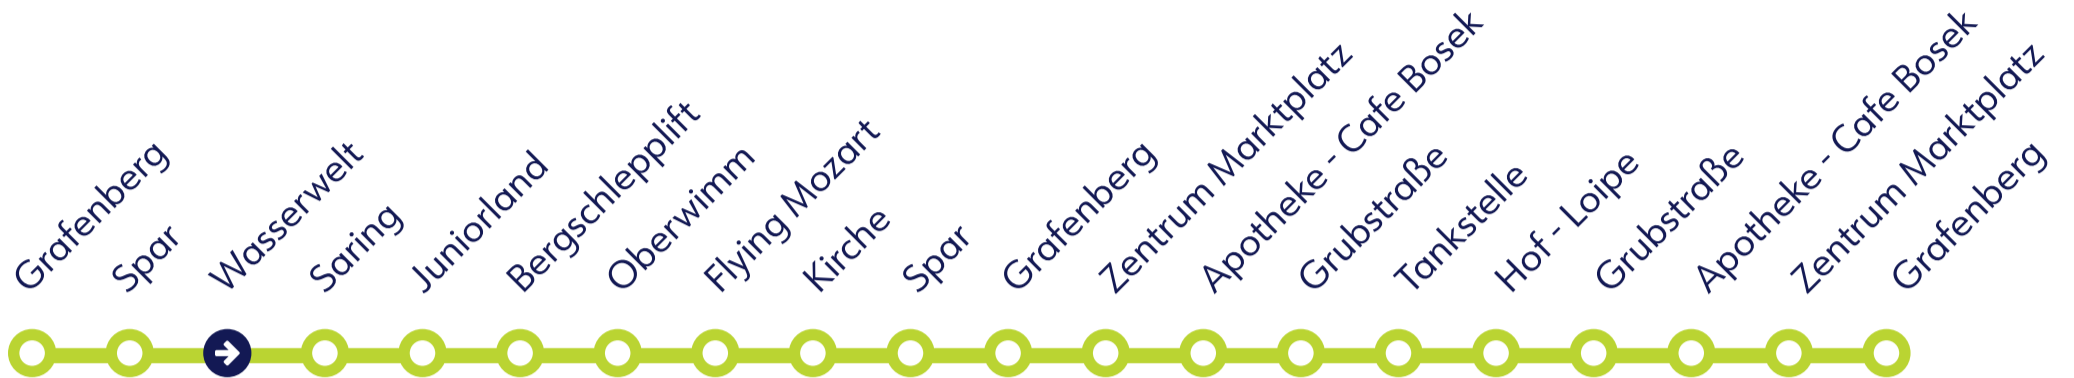 Grafenberg
Spar
Wasserwelt
Saring
Juniorland
Bergschlepplift
Oberwimm
Flying Mozart
Kirche
Spar
Grafenberg
Zentrum Marktplatz
Apotheke - Cafe Bosek
Grubstraße
Tankstelle
Hof - Loipe
Grubstraße
Apotheke - Cafe Bosek
Zentrum Marktplatz
Grafenberg